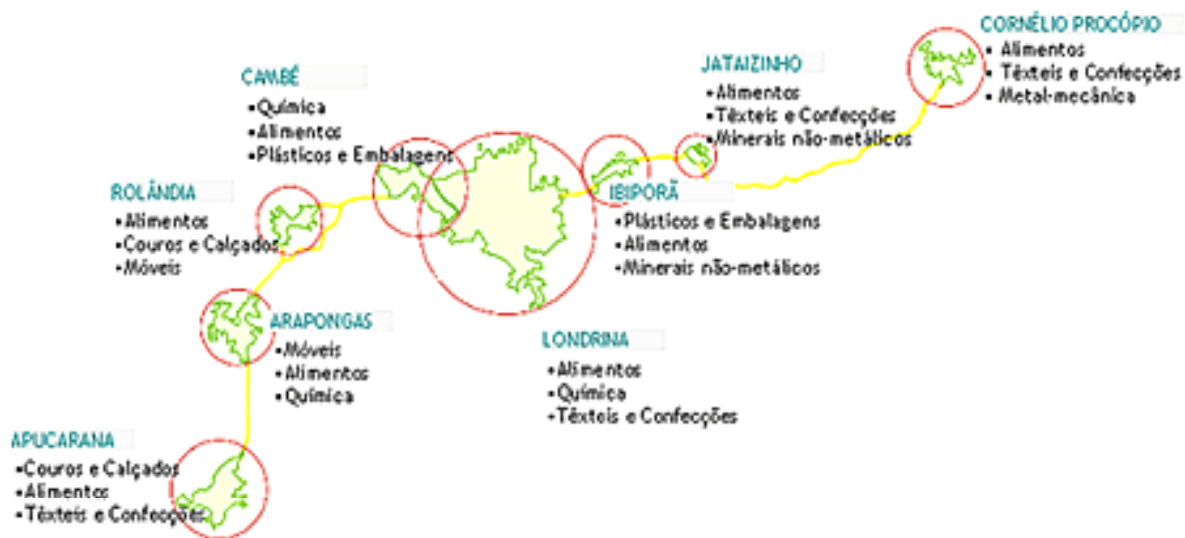 CORNÉLIO PROCÓPIO
• Alimentos
• Têxteis e Confecções
• Metal-mecânica
JATAIZINHO
• Alimentos
• Têxteis e Confecções
• Minerais não-metálicos
CAMBÉ
• Química
• Alimentos
• Plásticos e Embalagens
ROLÂNDIA
• Alimentos
• Couros e Calçados
• Móveis
IBIPORÃ
• Plásticos e Embalagens
• Alimentos
• Minerais não-metálicos
ARAPONGAS
• Móveis
• Alimentos
• Química
LONDRINA
• Alimentos
• Química
• Têxteis e Confecções
APUCARANA
• Couros e Calçados
• Alimentos
• Têxteis e Confecções